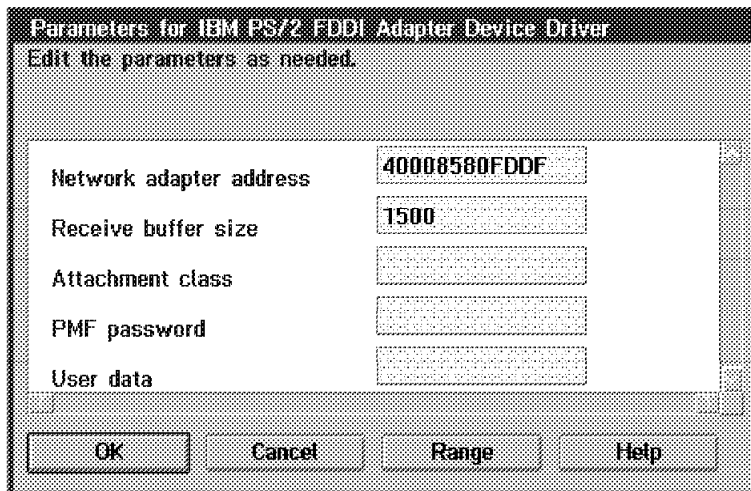 Parameters for IBM PS/2 FDDI Adapter Device Driver
Edit the parameters as needed.
Network adapter address 40008580FDDF
Receive buffer size 1500
Attachment class
PMF password
User data
OK Cancel Range Help